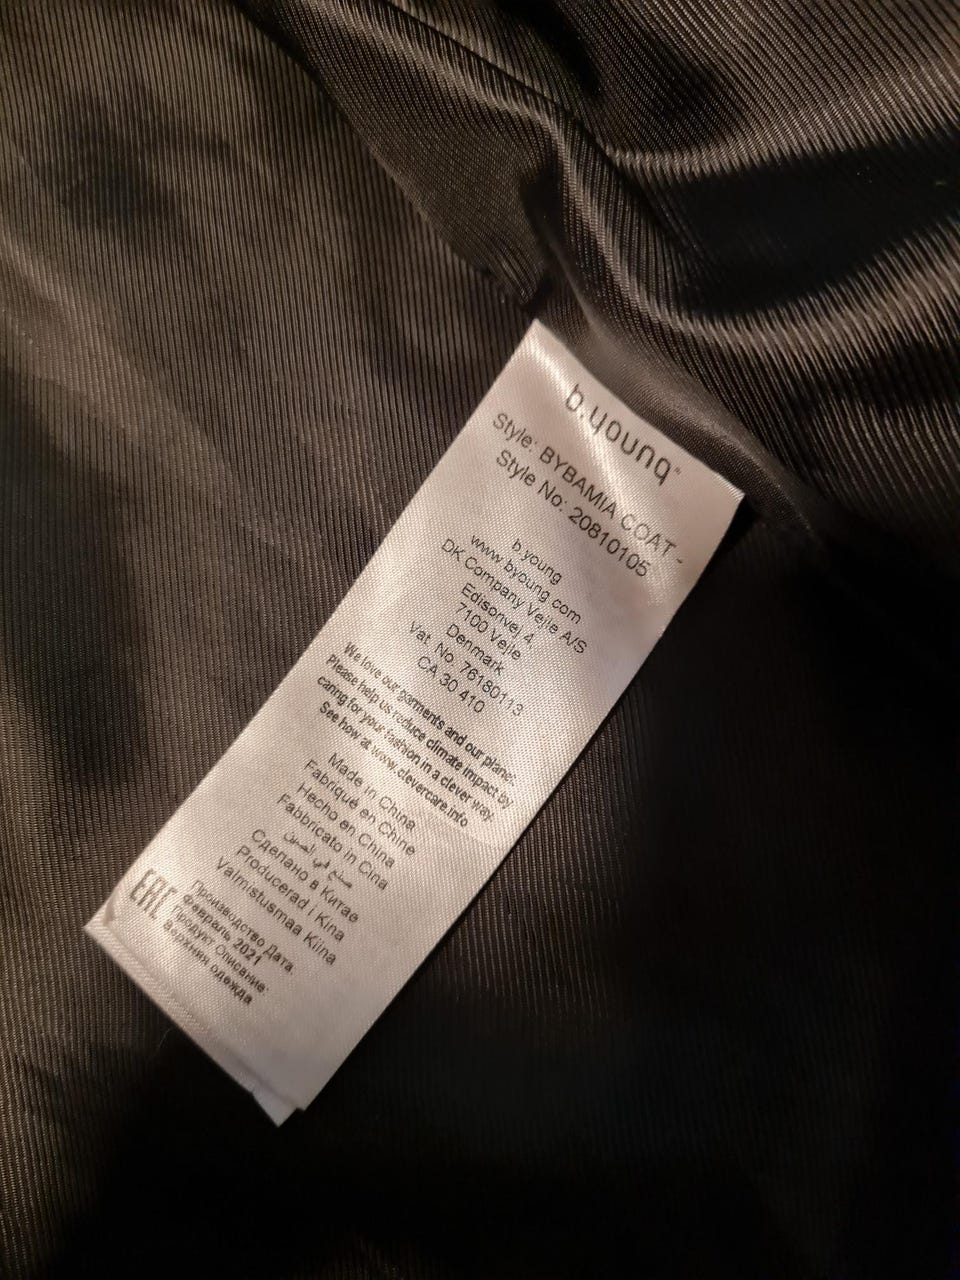 b.young
Style: BYBAMIA COAT -
Style No: 20810105
b.young
www.byoung.com
DK Company Vejle A/S
Edisonvej 4,
7100 Vejle
Denmark
Vat. No. 76180113
CA 30 410
We love our garments and our planet.
Please help us reduce climate impact by
caring for your fashion in a clever way.
See how at www.clevercare.info
Made in China
Fabriqué en Chine
Hecho en China
Fabbricato in Cina
صنع في الصين
Сделано в Китае
Producerad i Kina
Valmistusmaa Kiina
EAC
Производство Дата.
Февраль 2021
Продукт Описание:
Верхняя одежда